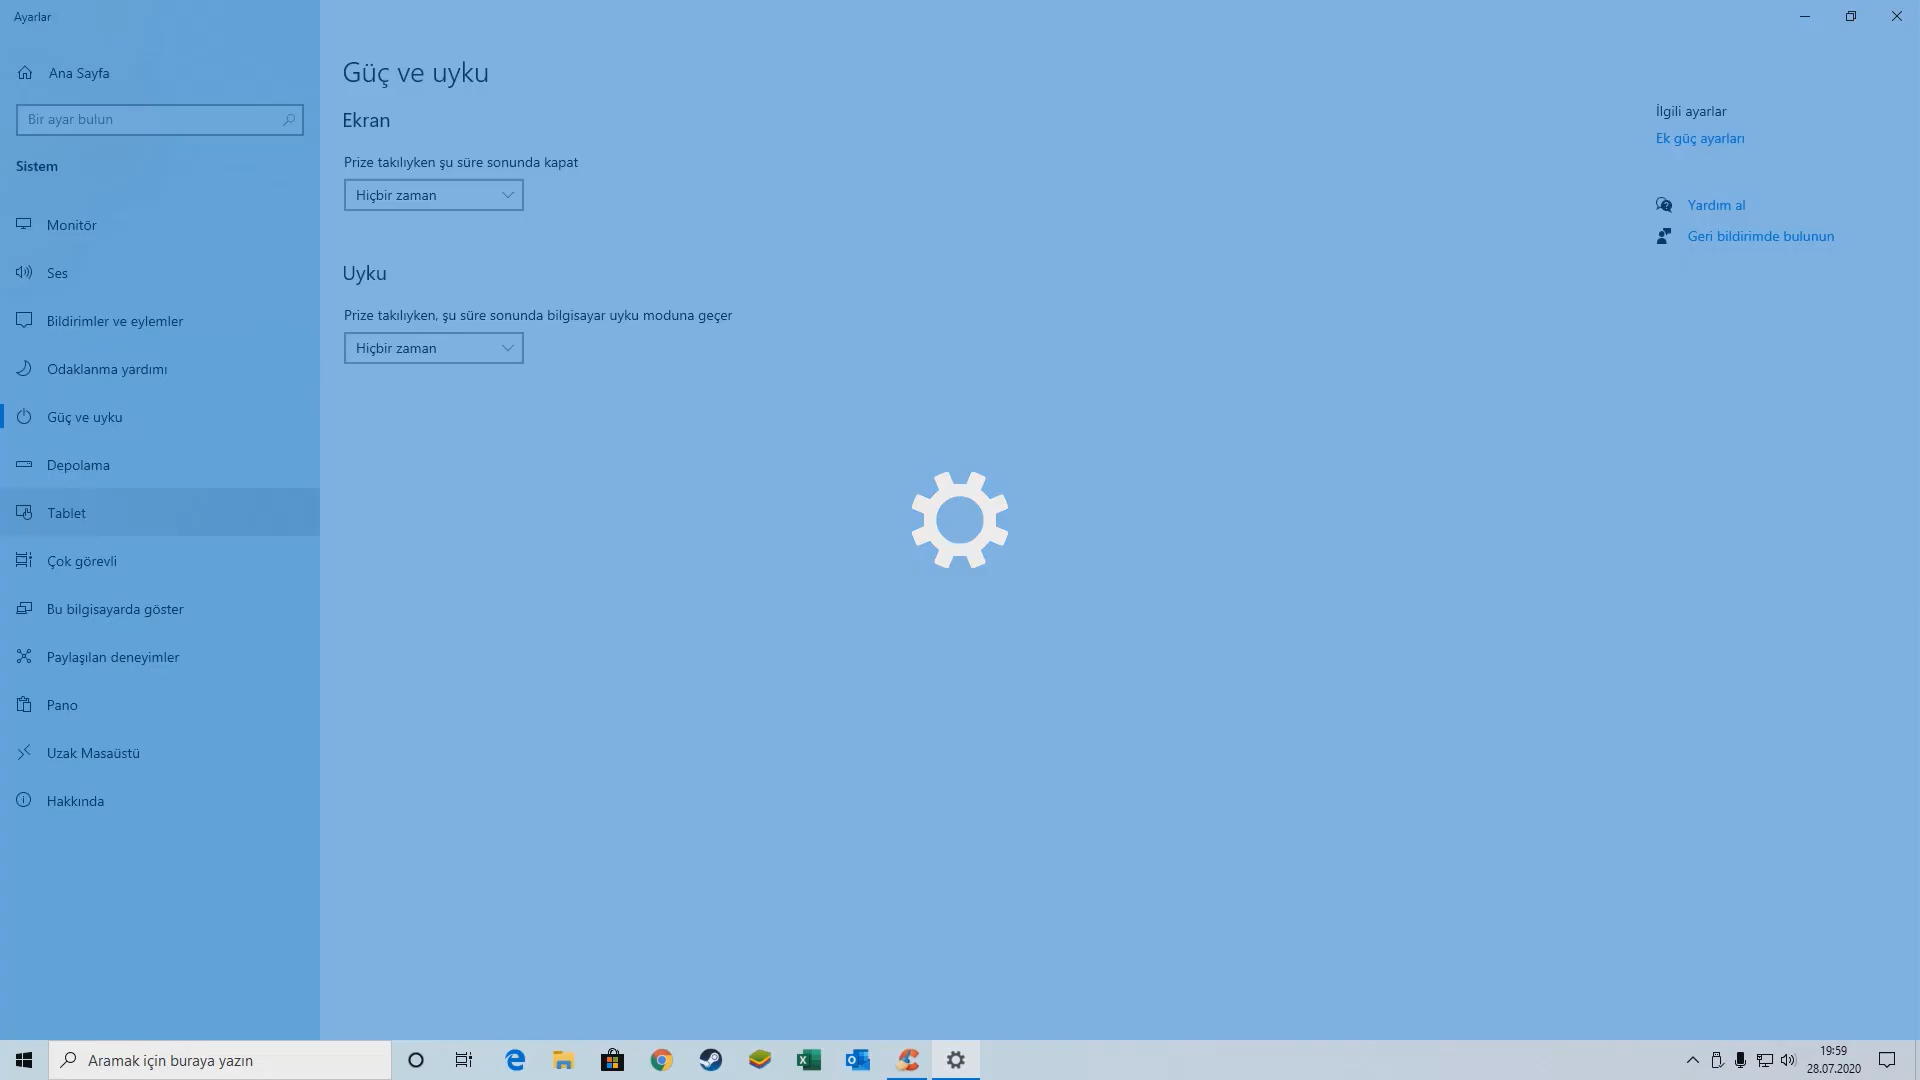 Ayarlar
Ana Sayfa
Bir ayar bulun
Sistem
Monitör
Ses
Bildirimler ve eylemler
Odaklanma yardımı
Güç ve uyku
Depolama
Tablet
Çok görevli
Bu bilgisayarda göster
Paylaşılan deneyimler
Pano
Uzak Masaüstü
Hakkında
Güç ve uyku
Ekran
Prize takılıyken şu süre sonunda kapat
Hiçbir zaman
Uyku
Prize takılıyken, şu süre sonunda bilgisayar uyku moduna geçer
Hiçbir zaman
İlgili ayarlar
Ek güç ayarları
Yardım al
Geri bildirimde bulunun
Aramak için buraya yazın
19:59
28.07.2020